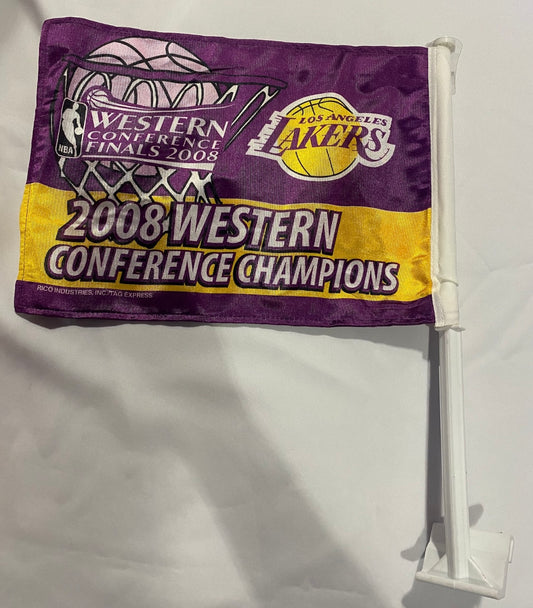 WESTERN
CONFERENCE
FINALS 2008
NBA
LOS ANGELES
LAKERS
2008 WESTERN
CONFERENCE CHAMPIONS
RICO INDUSTRIES, INC./TAG EXPRESS